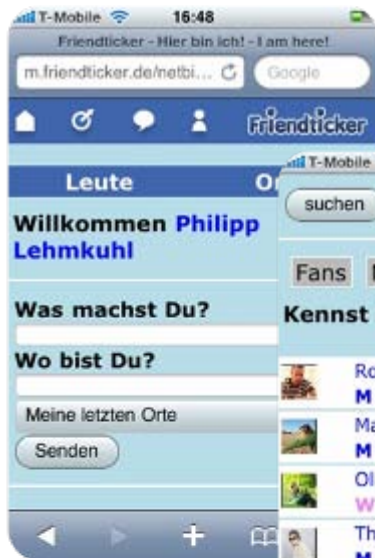 T-Mobile 16:48
Friendticker - Hier bin ich! - I am here!
m.friendticker.de/netbi... Google
Friendticker
Leute
Willkommen Philipp
Lehmkuhl
Was machst Du?
Wo bist Du?
Meine letzten Orte
Senden
T-Mobile
suchen
Fans
Kennst